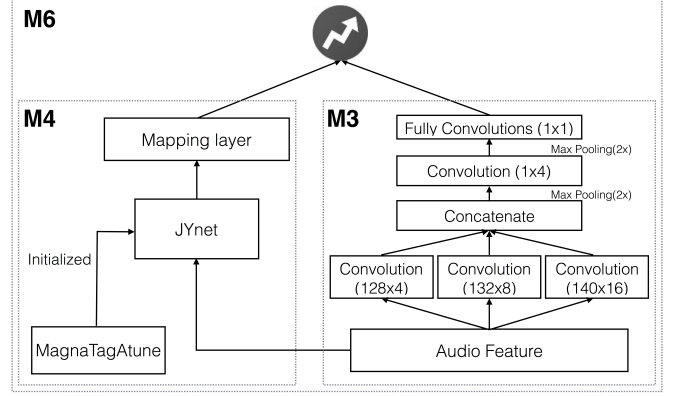 M6
M4
M3
Mapping layer
Fully Convolutions (1x1)
Max Pooling(2x)
Convolution (1x4)
Max Pooling(2x)
JYnet
Concatenate
Initialized
Convolution
(128x4)
Convolution
(132x8)
Convolution
(140x16)
MagnaTagAtune
Audio Feature